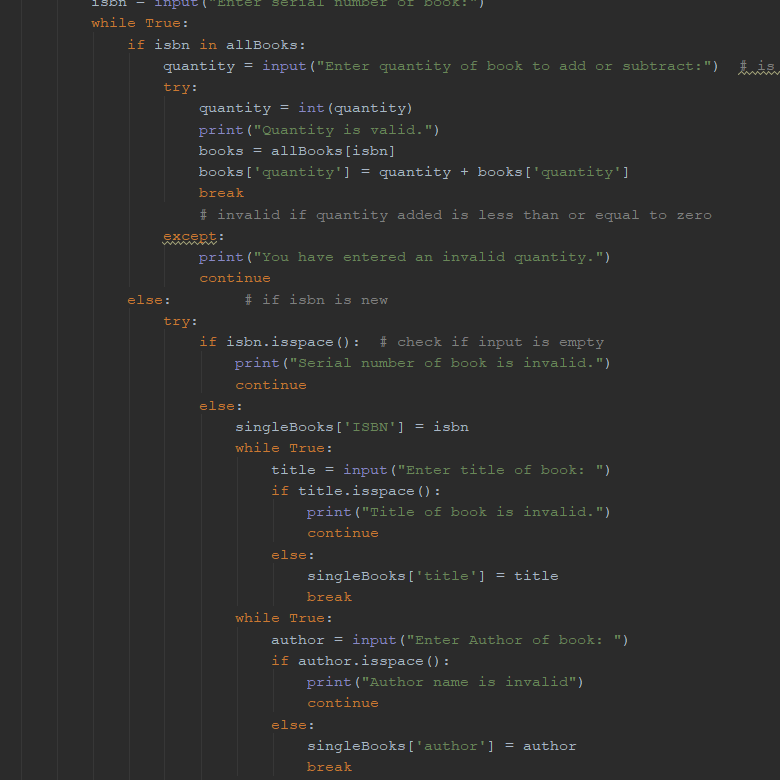 isbn = input("Enter serial number of book:")
while True:
if isbn in allBooks:
quantity = input("Enter quantity of book to add or subtract:")  # is
try:
quantity = int(quantity)
print("Quantity is valid.")
books = allBooks[isbn]
books['quantity'] = quantity + books['quantity']
break
# invalid if quantity added is less than or equal to zero
except:
print("You have entered an invalid quantity.")
continue
else:        # if isbn is new
try:
if isbn.isspace():  # check if input is empty
print("Serial number of book is invalid.")
continue
else:
singleBooks['ISBN'] = isbn
while True:
title = input("Enter title of book: ")
if title.isspace():
print("Title of book is invalid.")
continue
else:
singleBooks['title'] = title
break
while True:
author = input("Enter Author of book: ")
if author.isspace():
print("Author name is invalid")
continue
else:
singleBooks['author'] = author
break